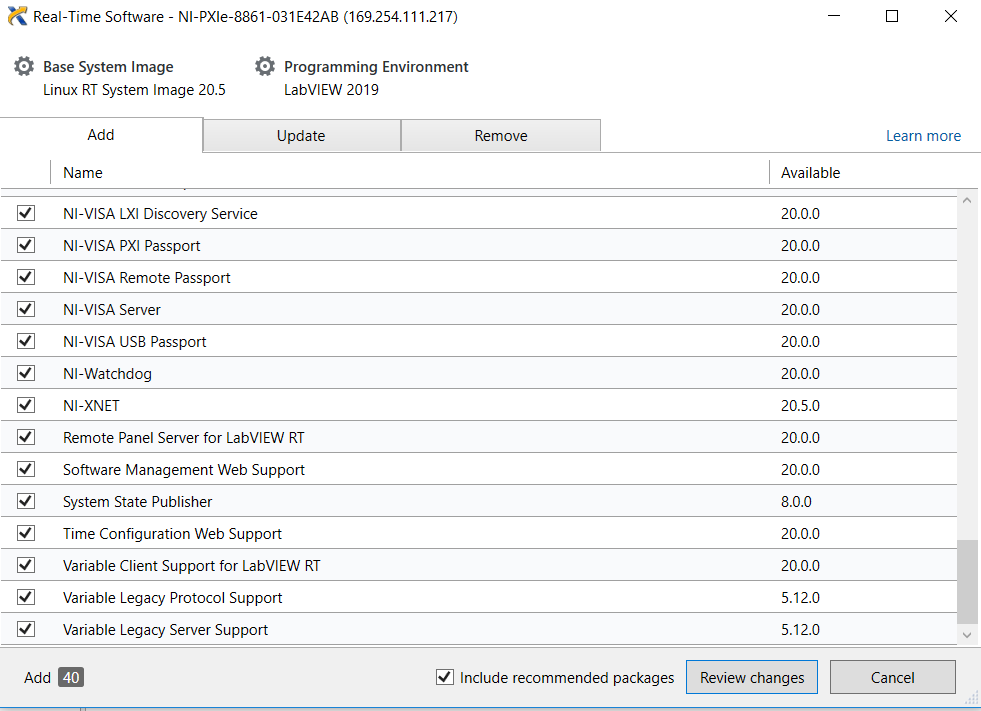 Real-Time Software - NI-PXIe-8861-031E42AB (169.254.111.217)
Base System Image
Linux RT System Image 20.5
Programming Environment
LabVIEW 2019
Add Update Remove Learn more
Name Available
NI-VISA LXI Discovery Service 20.0.0
NI-VISA PXI Passport 20.0.0
NI-VISA Remote Passport 20.0.0
NI-VISA Server 20.0.0
NI-VISA USB Passport 20.0.0
NI-Watchdog 20.0.0
NI-XNET 20.5.0
Remote Panel Server for LabVIEW RT 20.0.0
Software Management Web Support 20.0.0
System State Publisher 8.0.0
Time Configuration Web Support 20.0.0
Variable Client Support for LabVIEW RT 20.0.0
Variable Legacy Protocol Support 5.12.0
Variable Legacy Server Support 5.12.0
Add 40 Include recommended packages Review changes Cancel